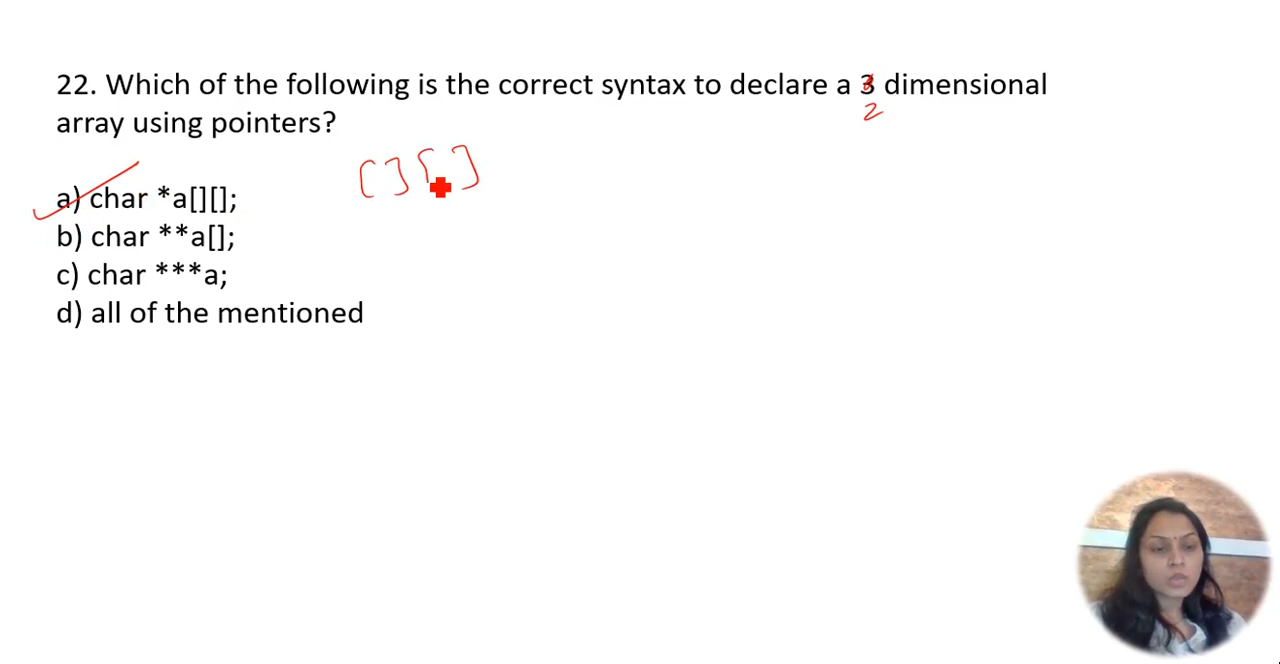 22. Which of the following is the correct syntax to declare a 3 dimensional
2
array using pointers?
[ ] [ ]
a) char *a[][];
b) char **a[];
c) char ***a;
d) all of the mentioned